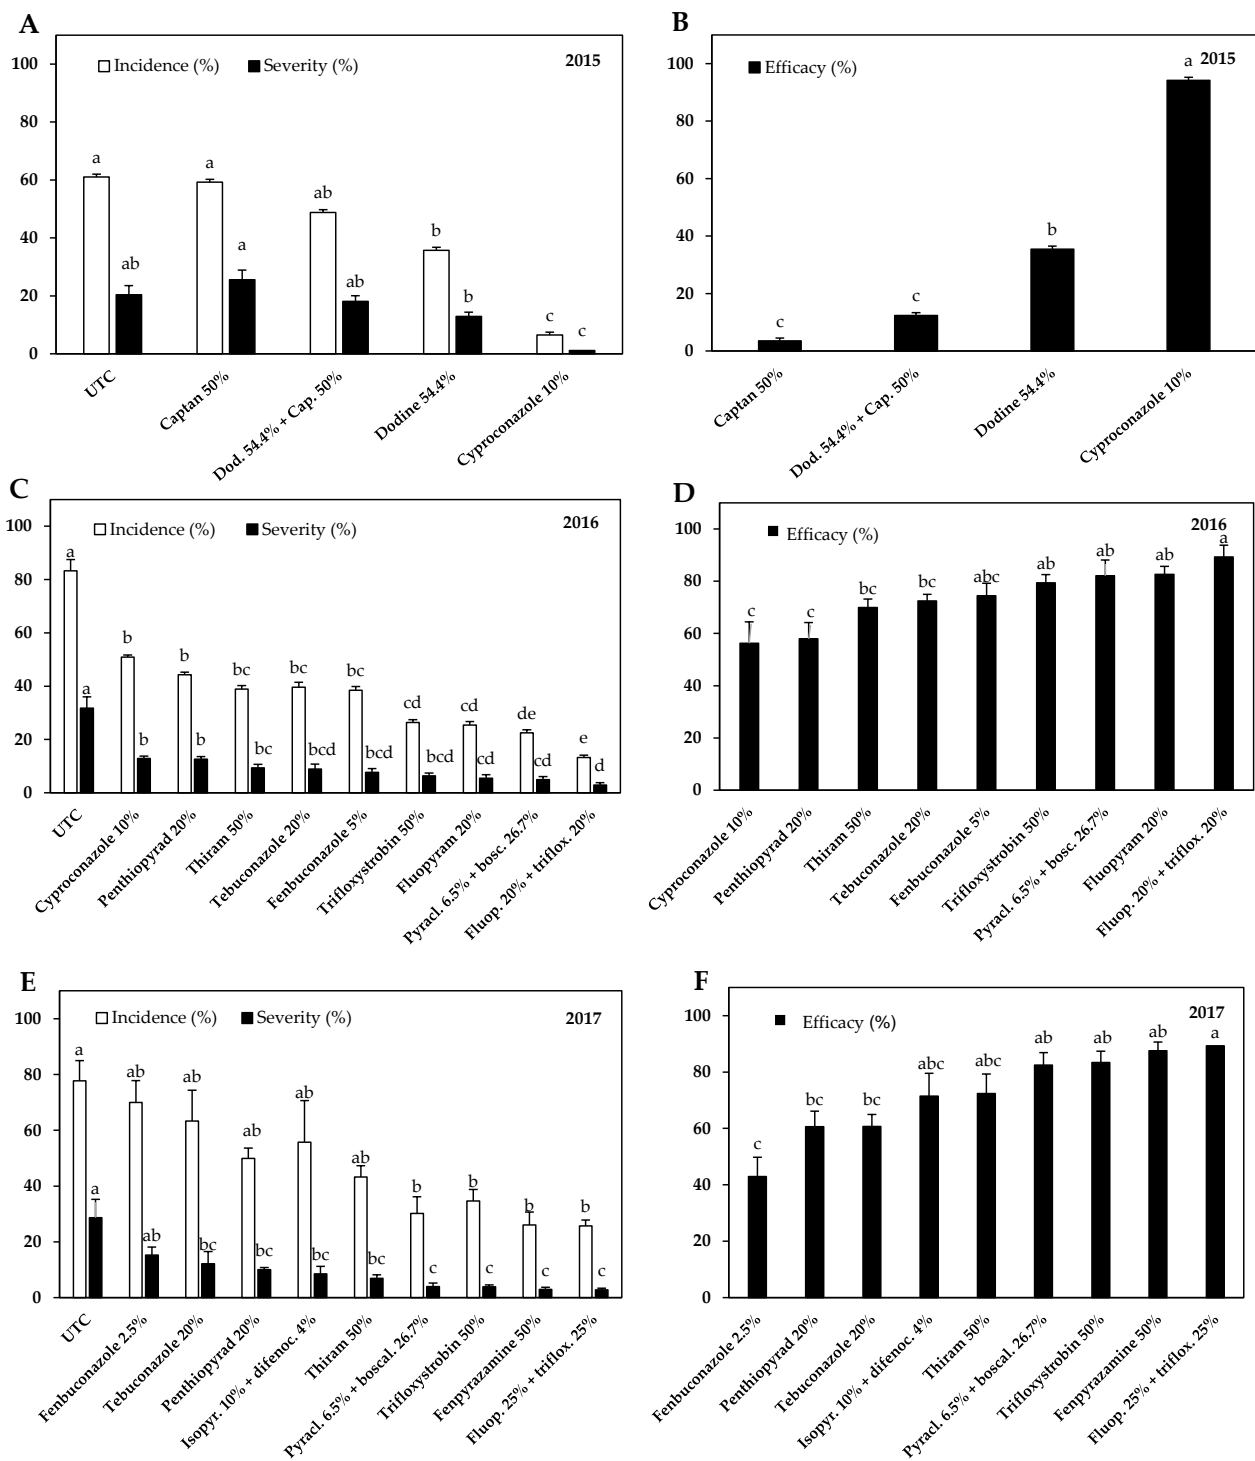 A
Incidence (%) Severity (%) 2015
100
80
60
40
20
0
a a ab b c
ab a ab b c
UTC
Captan 50%
Dod. 54.4% + Cap. 50%
Dodine 54.4%
Cyproconazole 10%
B
Efficacy (%) 2015
100
80
60
40
20
0
c c b a
Captan 50%
Dod. 54.4% + Cap. 50%
Dodine 54.4%
Cyproconazole 10%
C
Incidence (%) Severity (%) 2016
100
80
60
40
20
0
a b b bc bc bc cd cd de e
a b b bc bcd bcd bcd cd cd d
UTC
Cyproconazole 10%
Penthiopyrad 20%
Thiram 50%
Tebuconazole 20%
Fenbuconazole 5%
Trifloxystrobin 50%
Fluopyram 20%
Pyracl. 6.5% + bosc. 26.7%
Fluop. 20% + triflox. 20%
D
Efficacy (%) 2016
100
80
60
40
20
0
c c bc bc abc ab ab ab a
Cyproconazole 10%
Penthiopyrad 20%
Thiram 50%
Tebuconazole 20%
Fenbuconazole 5%
Trifloxystrobin 50%
Pyracl. 6.5% + bosc. 26.7%
Fluopyram 20%
Fluop. 20% + triflox. 20%
E
Incidence (%) Severity (%) 2017
100
80
60
40
20
0
a ab ab ab ab ab b b b b
a ab bc bc bc bc c c c c
UTC
Fenbuconazole 2.5%
Tebuconazole 20%
Penthiopyrad 20%
Isopyr. 10% + difenoc. 4%
Thiram 50%
Pyracl. 6.5% + boscal. 26.7%
Trifloxystrobin 50%
Fenpyrazamine 50%
Fluop. 25% + triflox. 25%
F
Efficacy (%) 2017
100
80
60
40
20
0
c bc bc abc abc ab ab ab a
Fenbuconazole 2.5%
Penthiopyrad 20%
Tebuconazole 20%
Isopyr. 10% + difenoc. 4%
Thiram 50%
Pyracl. 6.5% + boscal. 26.7%
Trifloxystrobin 50%
Fenpyrazamine 50%
Fluop. 25% + triflox. 25%